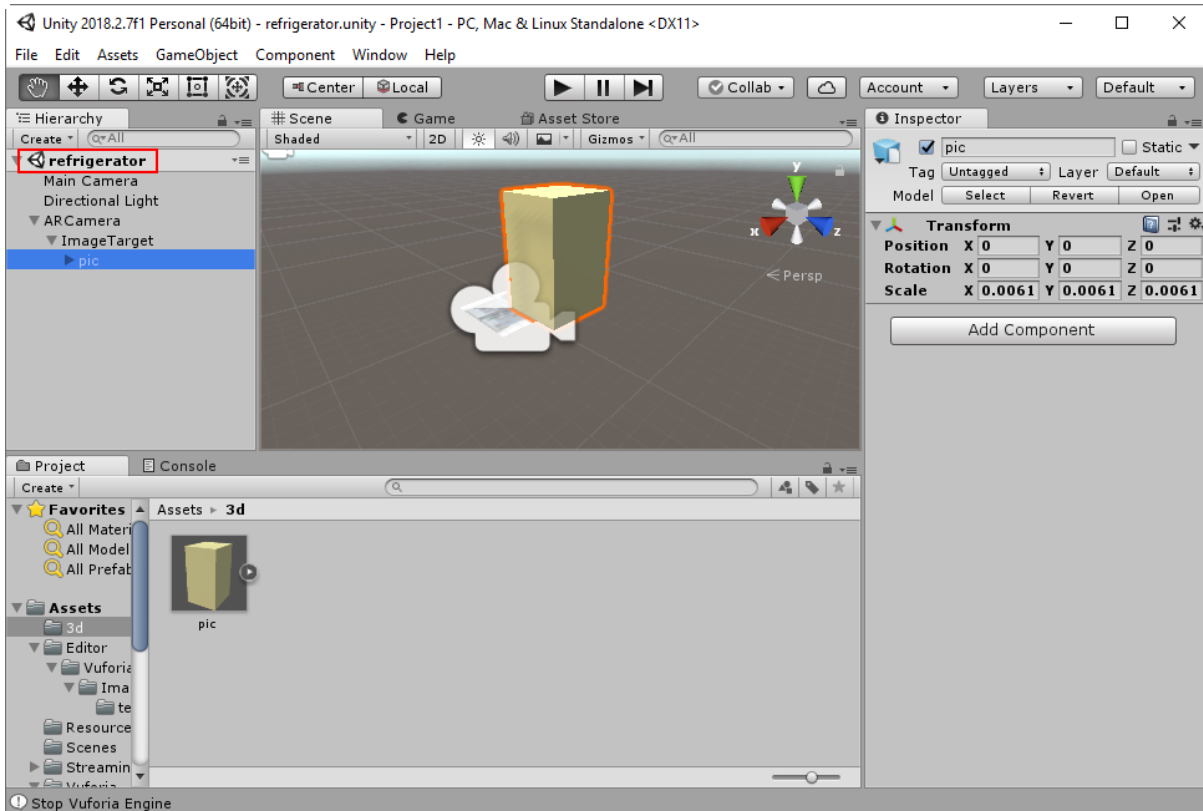 Unity 2018.2.7f1 Personal (64bit) - refrigerator.unity - Project1 - PC, Mac & Linux Standalone <DX11>
File Edit Assets GameObject Component Window Help
Center Local Collab Account Layers Default
Hierarchy
Create All
refrigerator
Main Camera
Directional Light
ARCamera
ImageTarget
pic
Scene Game Asset Store
Shaded 2D Gizmos All
y
x z
Persp
Inspector
pic Static
Tag Untagged Layer Default
Model Select Revert Open
Transform
Position X 0 Y 0 Z 0
Rotation X 0 Y 0 Z 0
Scale X 0.0061 Y 0.0061 Z 0.0061
Add Component
Project Console
Create
Favorites
All Materi
All Model
All Prefab
Assets
3d
Editor
Vuforia
Ima
te
Resource
Scenes
Streamin
Vuforia
Assets 3d
pic
Stop Vuforia Engine